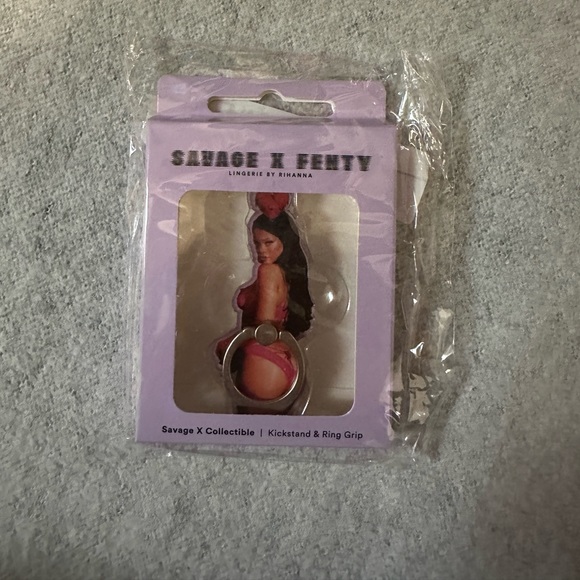 SAVAGE X FENTY
LINGERIE BY RIHANNA
Savage X Collectible | Kickstand & Ring Grip